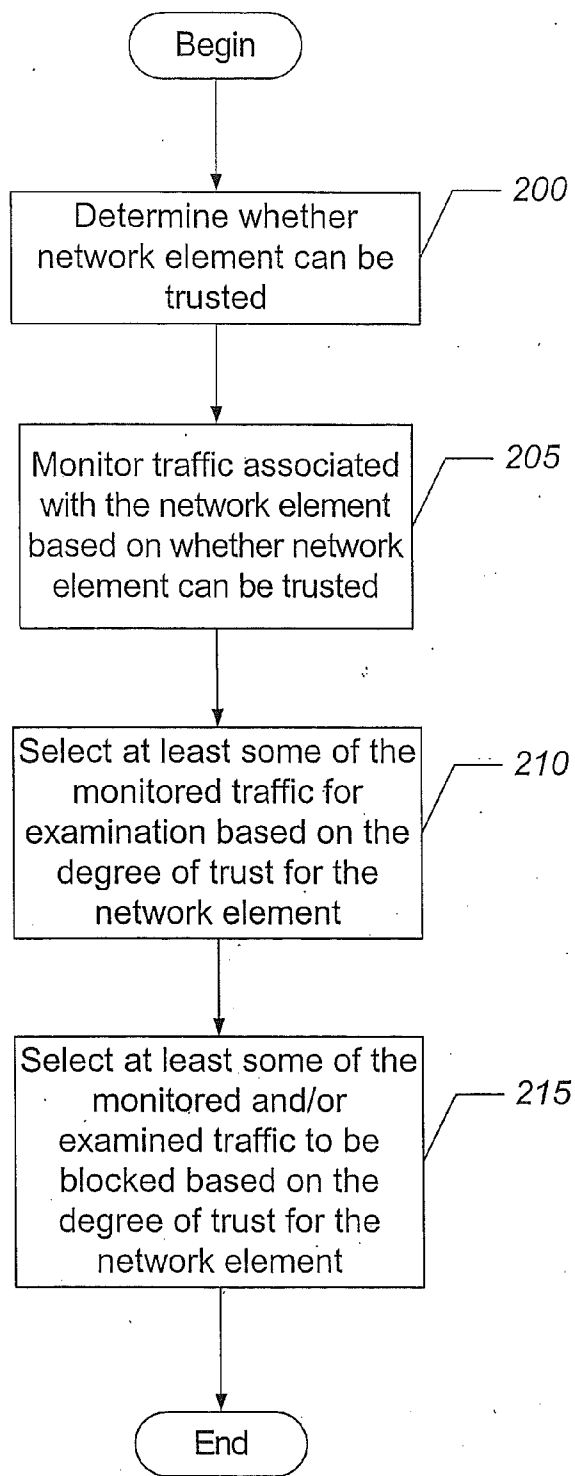 Begin
200
Determine whether
network element can be
trusted
205
Monitor traffic associated
with the network element
based on whether network
element can be trusted
210
Select at least some of the
monitored traffic for
examination based on the
degree of trust for the
network element
215
Select at least some of the
monitored and/or
examined traffic to be
blocked based on the
degree of trust for the
network element
End